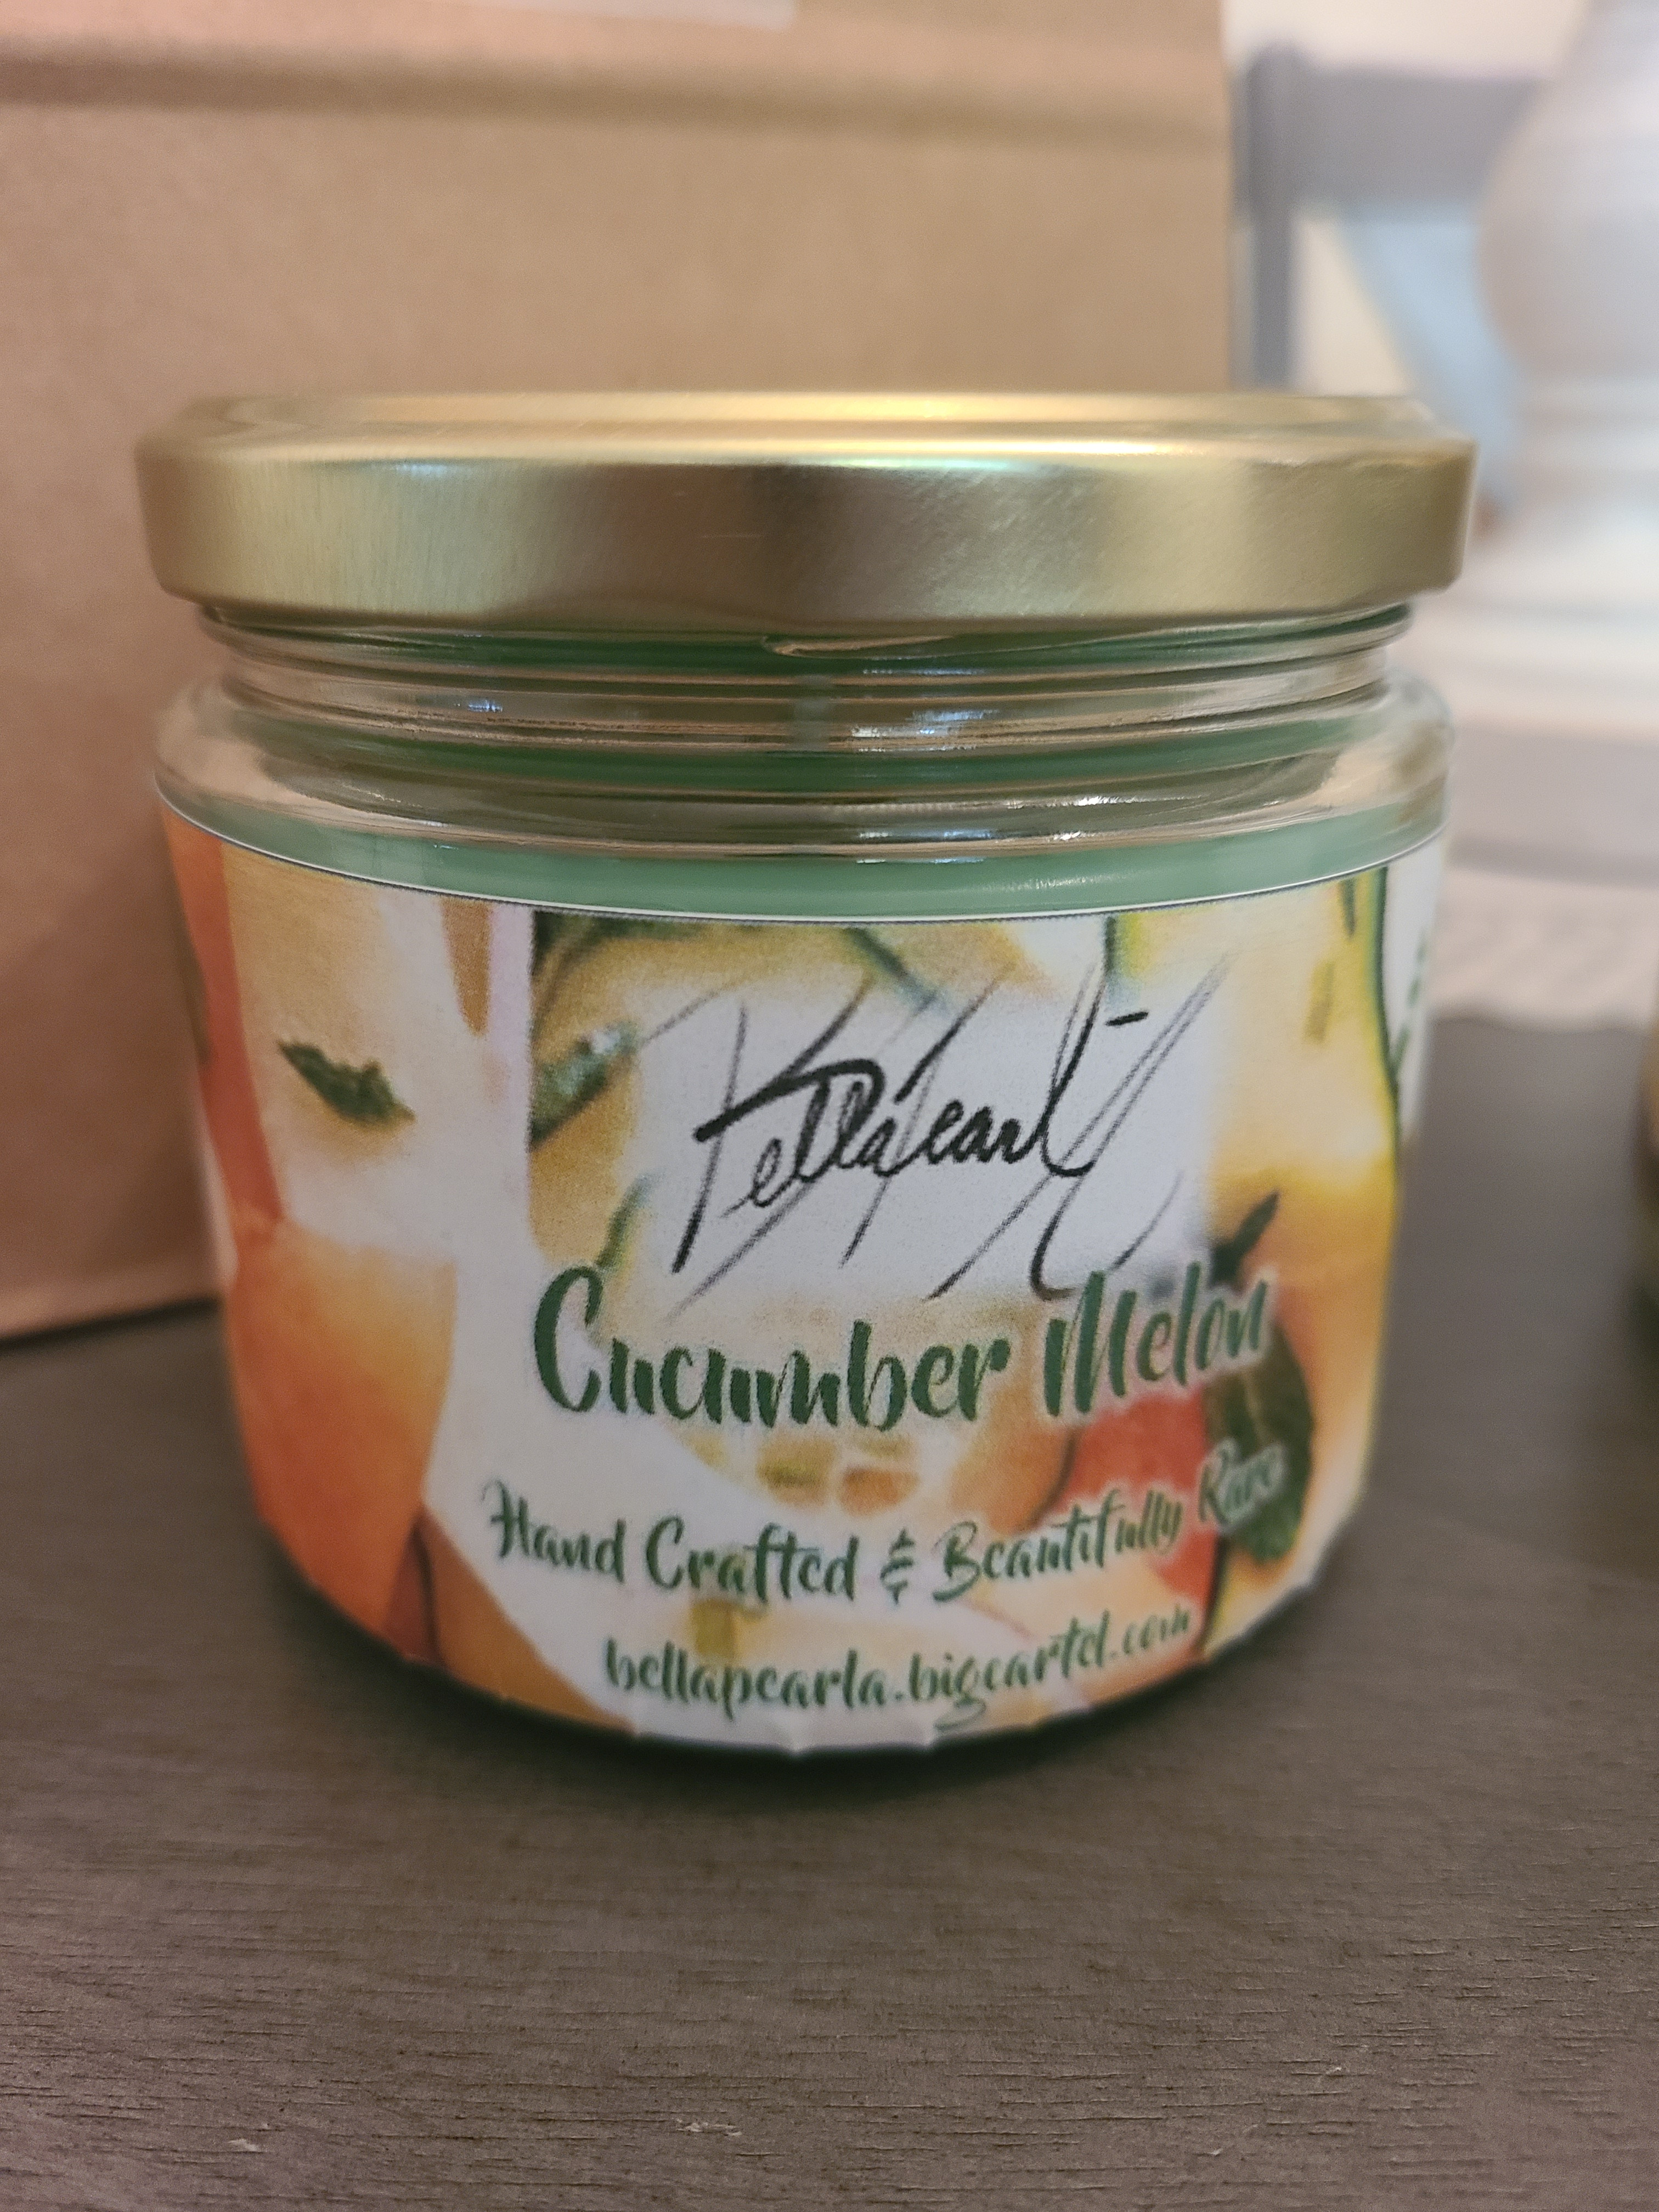 Cucumber Melon
Hand Crafted & Beautifully Rare
bellapearla.bigcartel.com